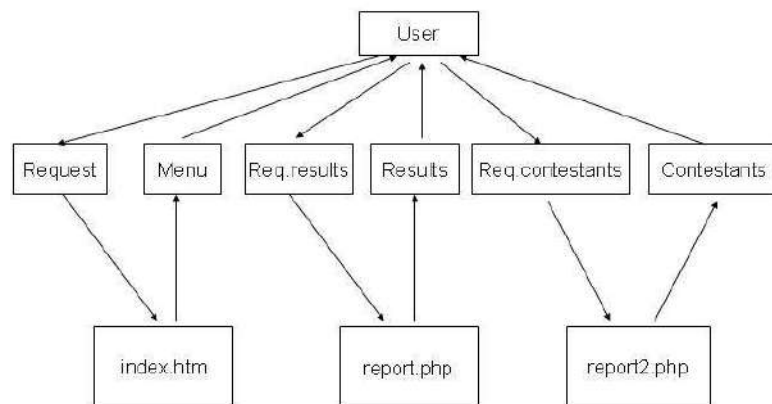 User
Request
Menu
Req.results
Results
Req.contestants
Contestants
index.htm
report.php
report2.php